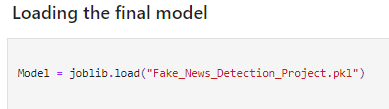 Loading the final model
Model = joblib.load("Fake_News_Detection_Project.pkl")